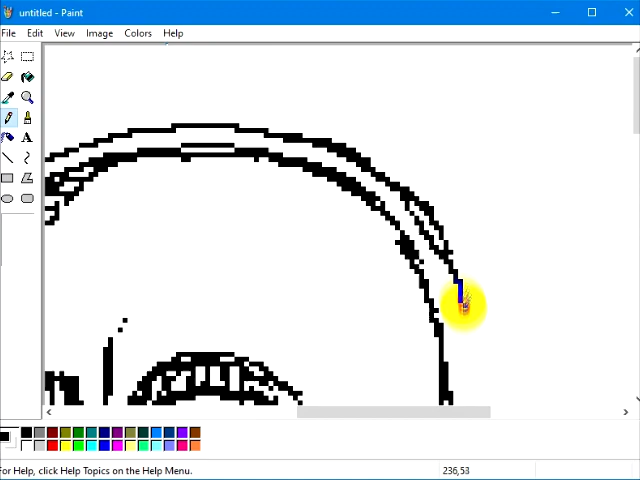 untitled - Paint
File Edit View Image Colors Help
A
For Help, click Help Topics on the Help Menu.
236,53